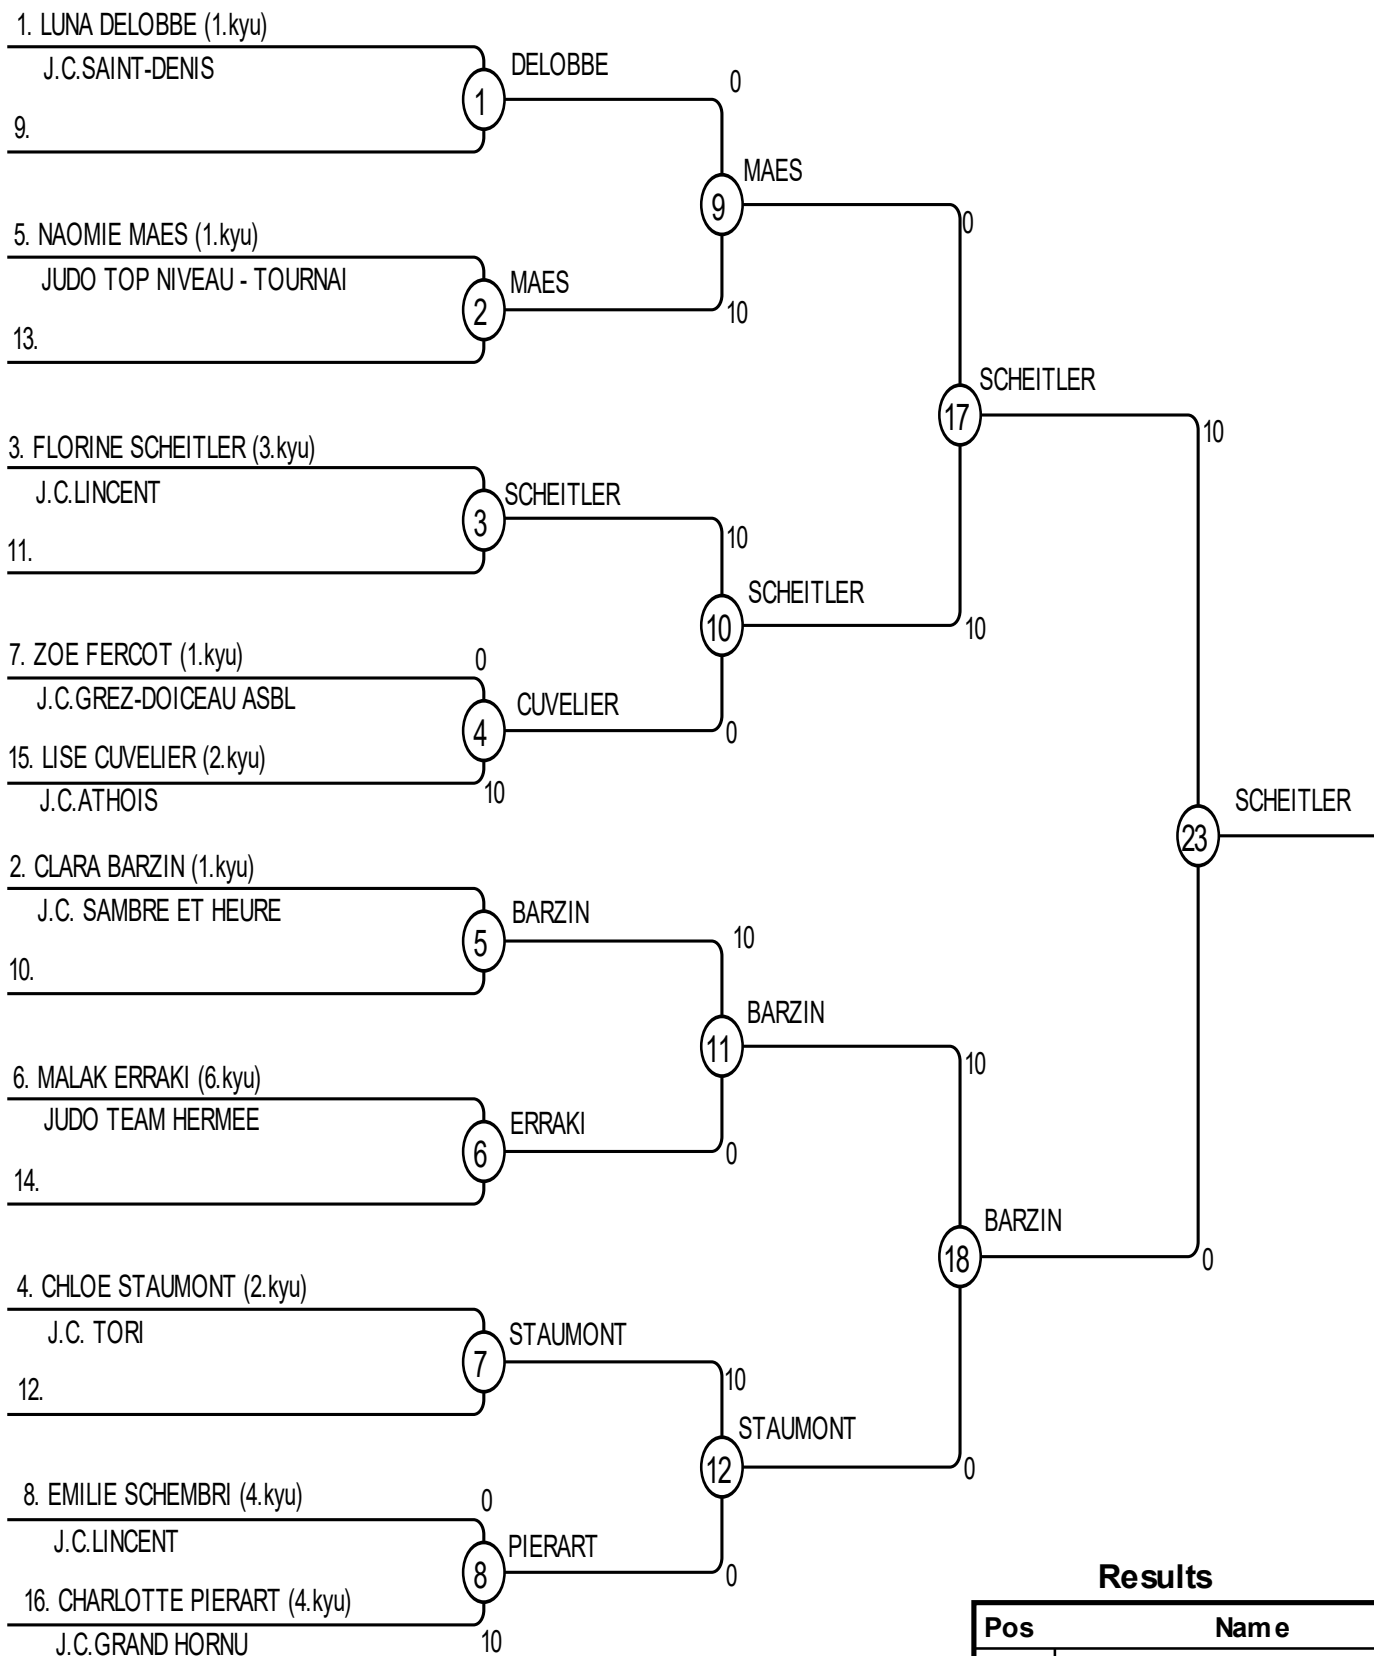 1. LUNA DELOBBE (1.kyu)
J.C.SAINT-DENIS
9.
1
DELOBBE
0
5. NAOMIE MAES (1.kyu)
JUDO TOP NIVEAU - TOURNAI
13.
2
MAES
10
9
MAES
0
3. FLORINE SCHEITLER (3.kyu)
J.C.LINCENT
11.
3
SCHEITLER
10
7. ZOE FERCOT (1.kyu)
0
J.C.GREZ-DOICEAU ASBL
15. LISE CUVELIER (2.kyu)
10
J.C.ATHOIS
4
CUVELIER
0
10
SCHEITLER
10
17
SCHEITLER
10
2. CLARA BARZIN (1.kyu)
J.C. SAMBRE ET HEURE
10.
5
BARZIN
10
6. MALAK ERRAKI (6.kyu)
JUDO TEAM HERMEE
14.
6
ERRAKI
0
11
BARZIN
10
4. CHLOE STAUMONT (2.kyu)
J.C. TORI
12.
7
STAUMONT
10
8. EMILIE SCHEMBRI (4.kyu)
0
J.C.LINCENT
16. CHARLOTTE PIERART (4.kyu)
10
J.C.GRAND HORNU
8
PIERART
0
12
STAUMONT
0
18
BARZIN
0
23
SCHEITLER
Results
Pos Name